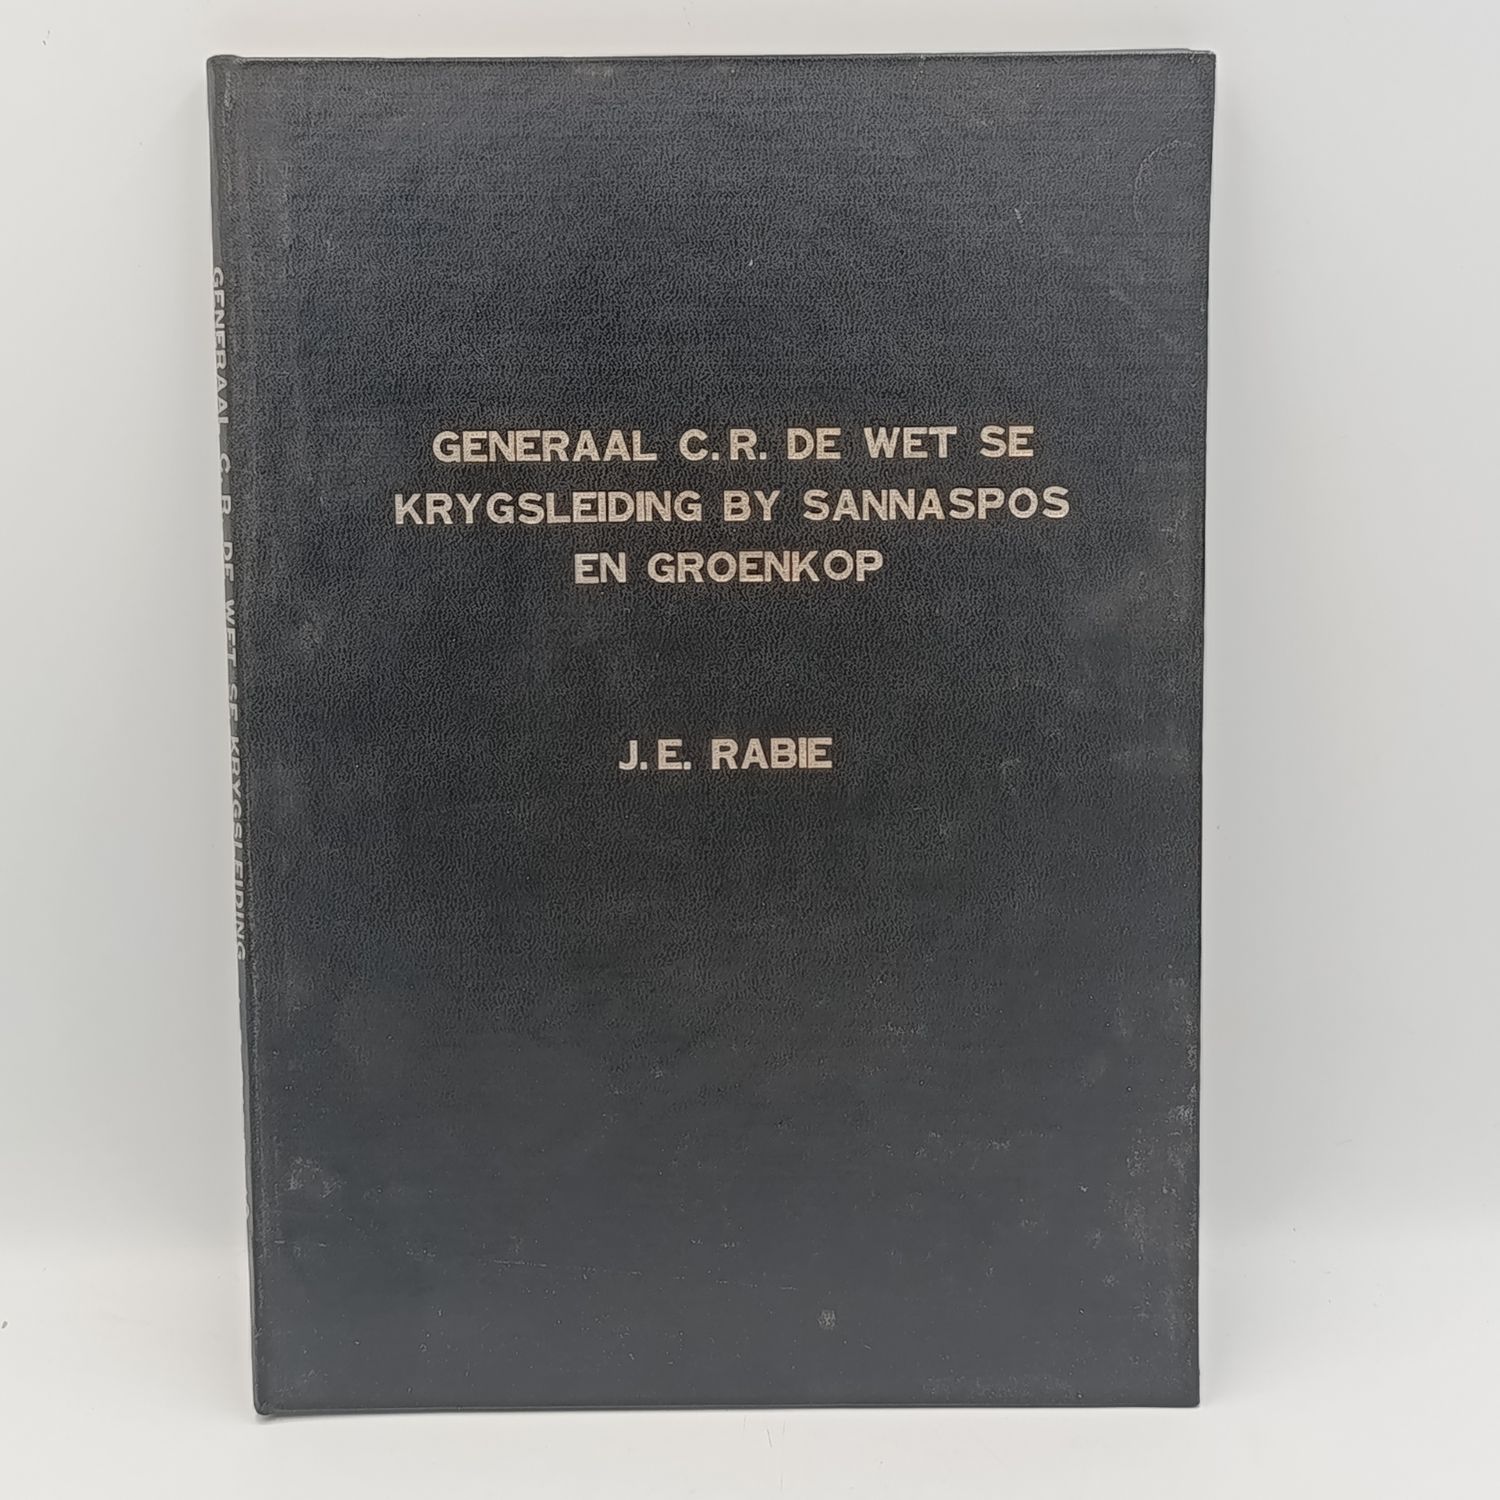 GENERAAL C.R. DE WET SE
KRYGSLEIDING BY SANNASPOS
EN GROENKOP
J.E. RABIE
GENERAAL C.R. DE WET SE KRYGSLEIDING